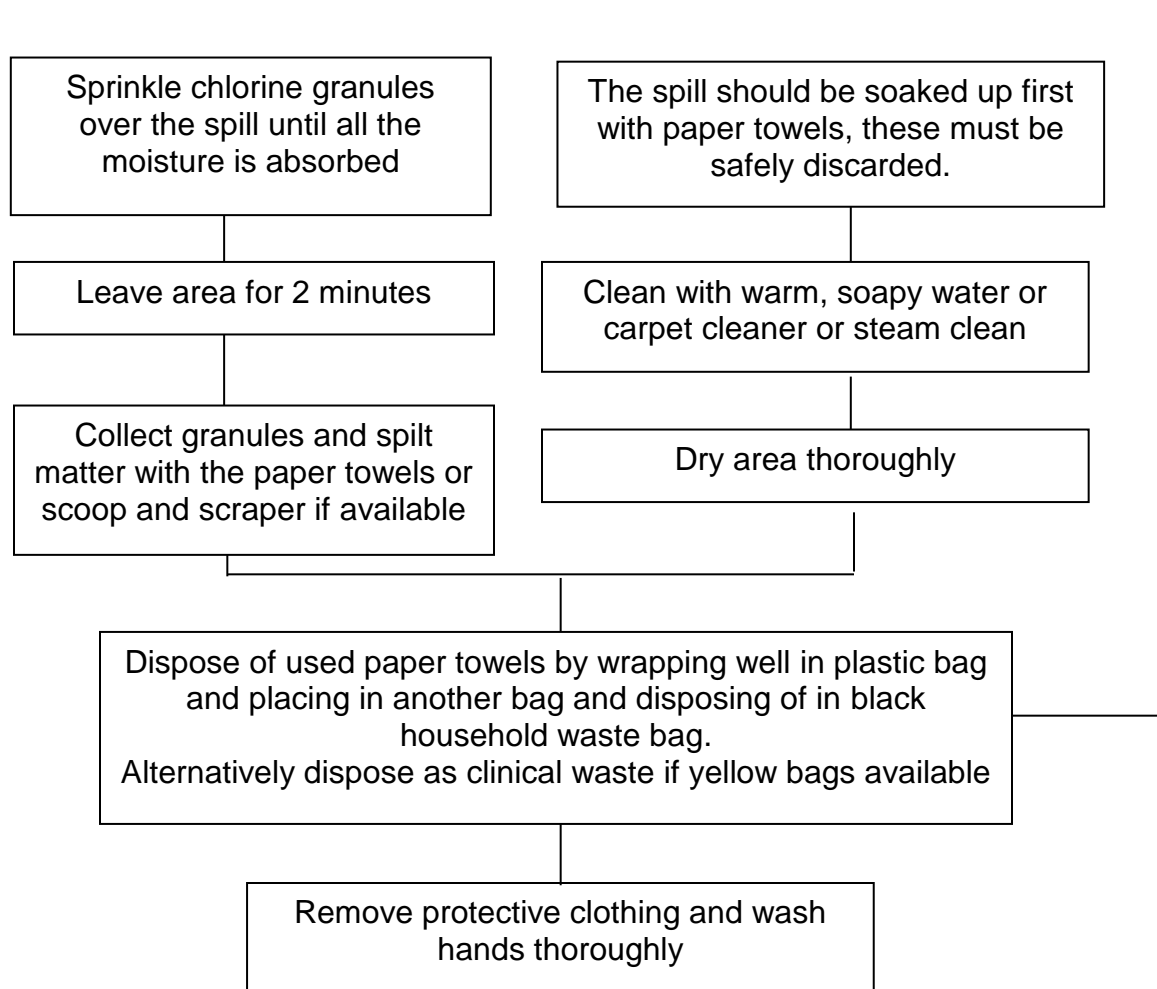 Sprinkle chlorine granules
over the spill until all the
moisture is absorbed
Leave area for 2 minutes
Collect granules and spilt
matter with the paper towels or
scoop and scraper if available
The spill should be soaked up first
with paper towels, these must be
safely discarded.
Clean with warm, soapy water or
carpet cleaner or steam clean
Dry area thoroughly
Dispose of used paper towels by wrapping well in plastic bag
and placing in another bag and disposing of in black
household waste bag.
Alternatively dispose as clinical waste if yellow bags available
Remove protective clothing and wash
hands thoroughly